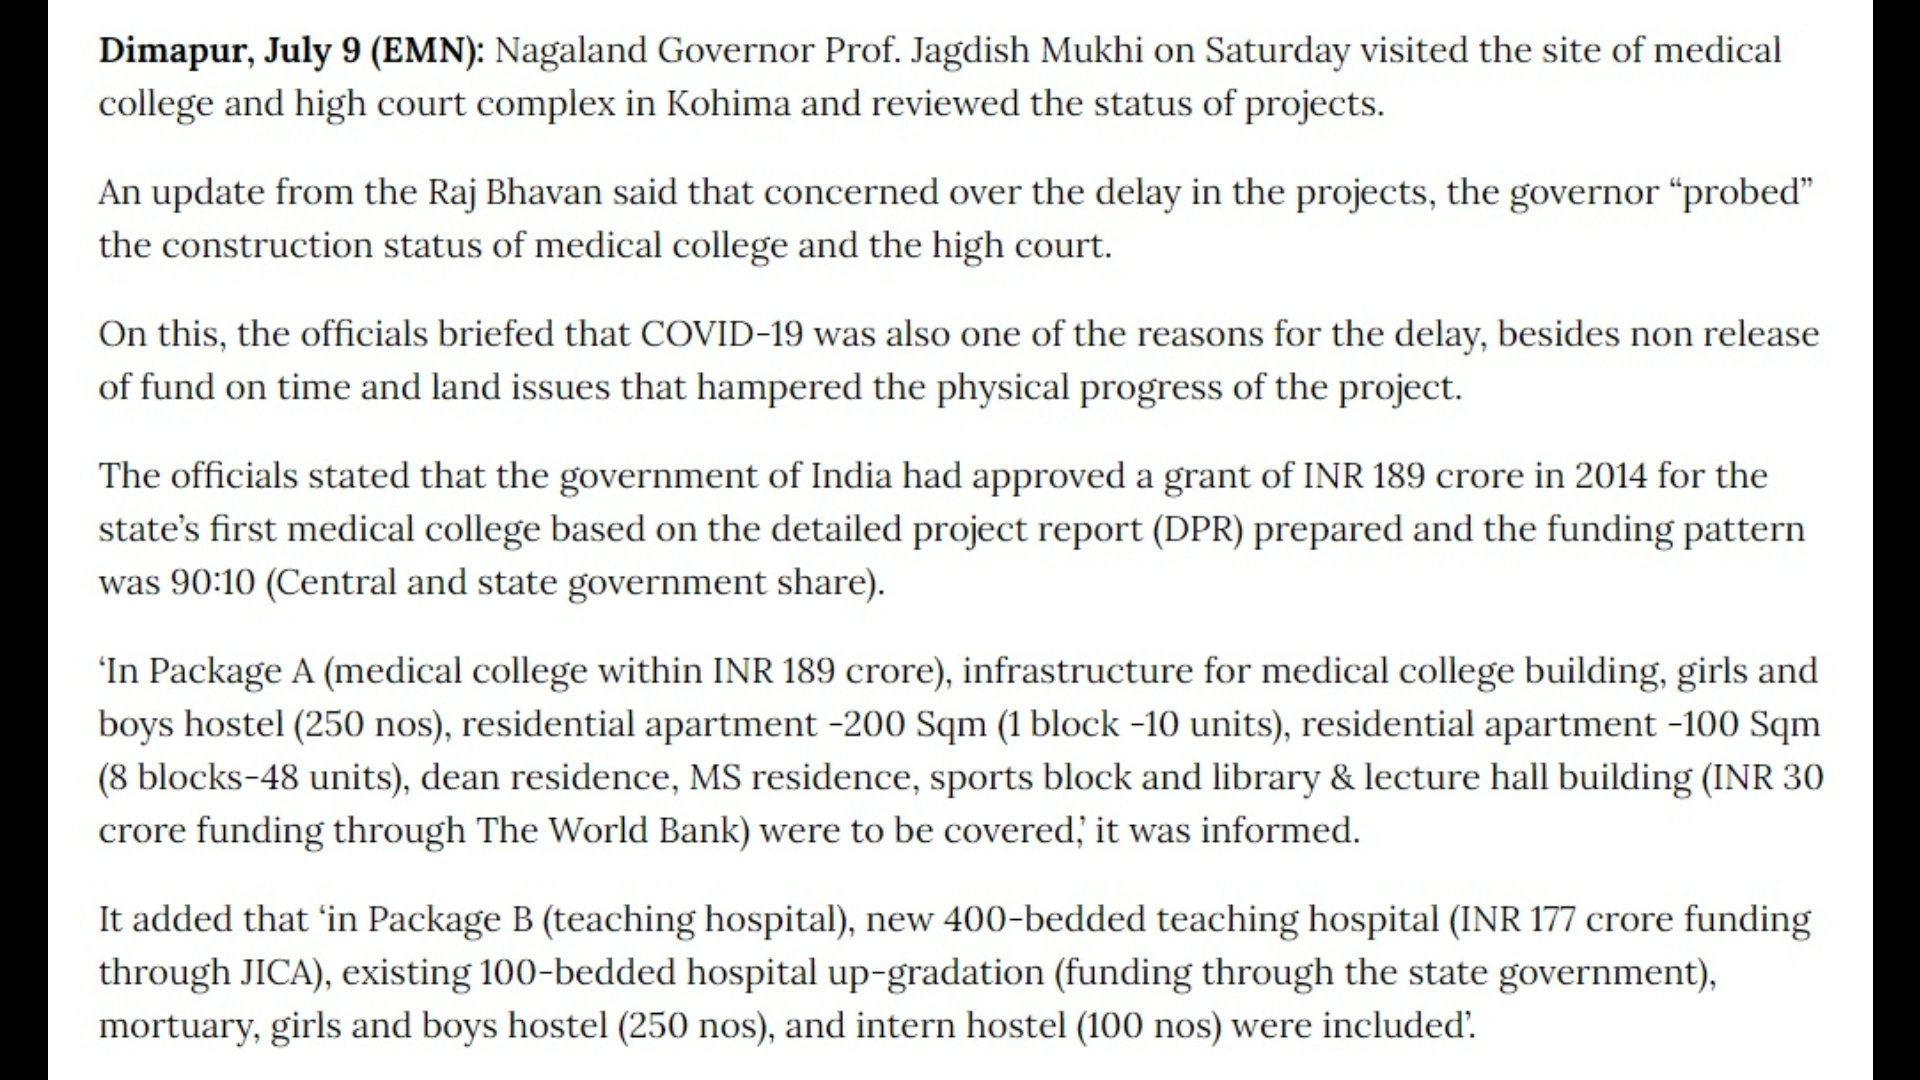 Dimapur, July 9 (EMN): Nagaland Governor Prof. Jagdish Mukhi on Saturday visited the site of medical
college and high court complex in Kohima and reviewed the status of projects.
An update from the Raj Bhavan said that concerned over the delay in the projects, the governor “probed”
the construction status of medical college and the high court.
On this, the officials briefed that COVID-19 was also one of the reasons for the delay, besides non release
of fund on time and land issues that hampered the physical progress of the project.
The officials stated that the government of India had approved a grant of INR 189 crore in 2014 for the
state’s first medical college based on the detailed project report (DPR) prepared and the funding pattern
was 90:10 (Central and state government share).
‘In Package A (medical college within INR 189 crore), infrastructure for medical college building, girls and
boys hostel (250 nos), residential apartment -200 Sqm (1 block -10 units), residential apartment -100 Sqm
(8 blocks-48 units), dean residence, MS residence, sports block and library & lecture hall building (INR 30
crore funding through The World Bank) were to be covered,’ it was informed.
It added that ‘in Package B (teaching hospital), new 400-bedded teaching hospital (INR 177 crore funding
through JICA), existing 100-bedded hospital up-gradation (funding through the state government),
mortuary, girls and boys hostel (250 nos), and intern hostel (100 nos) were included’.